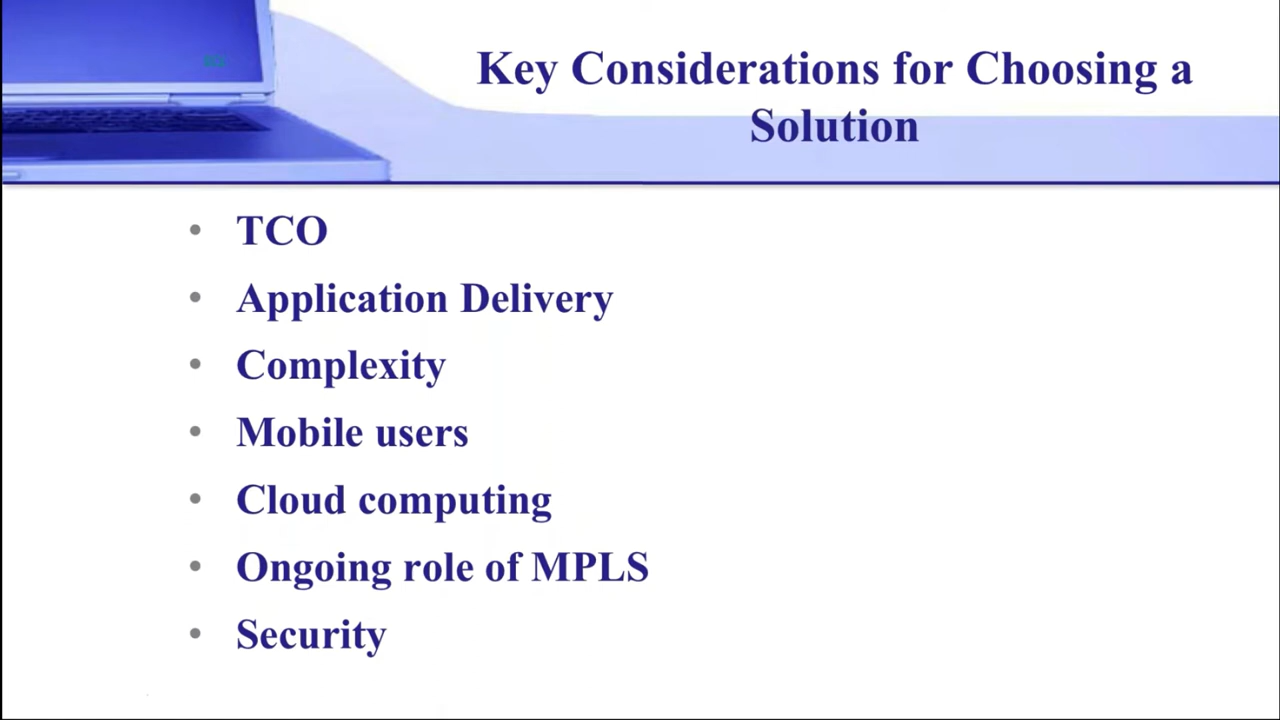 Key Considerations for Choosing a
Solution
• TCO
• Application Delivery
• Complexity
• Mobile users
• Cloud computing
• Ongoing role of MPLS
• Security